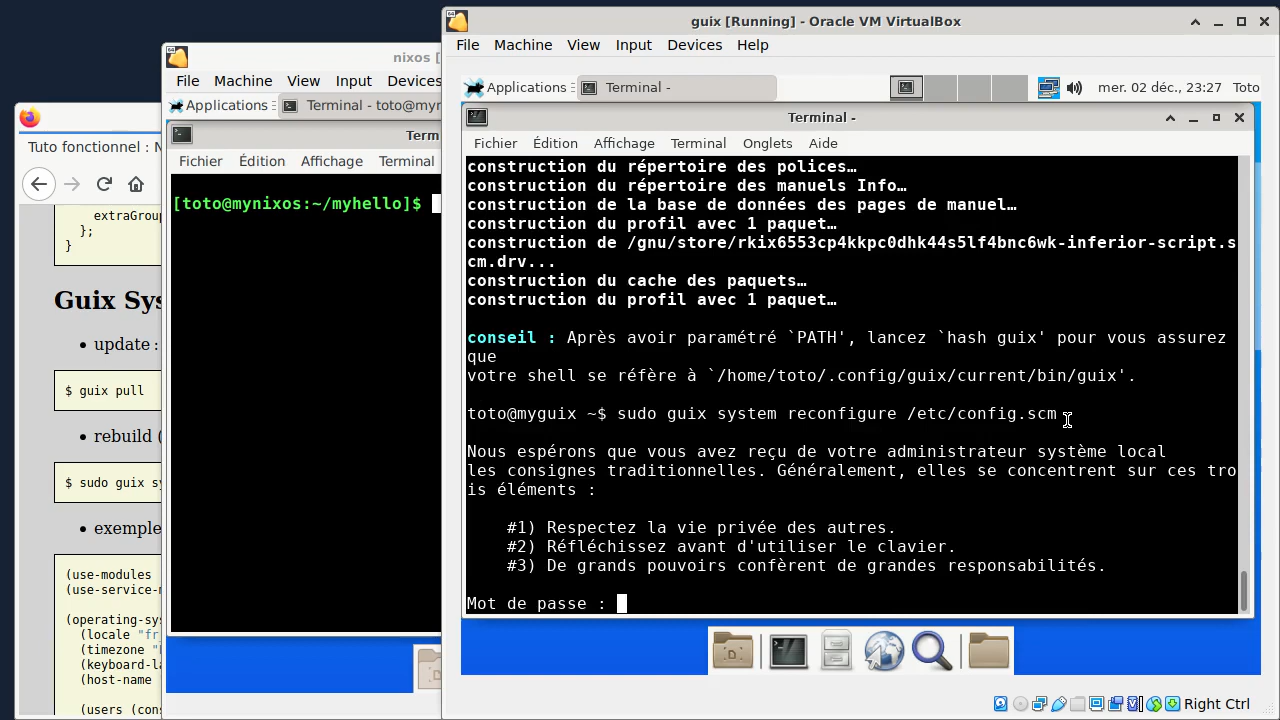 guix [Running] - Oracle VM VirtualBox
File Machine View Input Devices Help
Applications Terminal - mer. 02 déc., 23:27 Toto
Terminal -
Fichier Édition Affichage Terminal Onglets Aide
construction du répertoire des polices…
construction du répertoire des manuels Info…
construction de la base de données des pages de manuel…
construction du profil avec 1 paquet…
construction de /gnu/store/rkix6553cp4kkpc0dhk44s5lf4bnc6wk-inferior-script.s
cm.drv...
construction du cache des paquets…
construction du profil avec 1 paquet…
conseil : Après avoir paramétré `PATH', lancez `hash guix' pour vous assurez
que
votre shell se réfère à `/home/toto/.config/guix/current/bin/guix'.
toto@myguix ~$ sudo guix system reconfigure /etc/config.scm
Nous espérons que vous avez reçu de votre administrateur système local
les consignes traditionnelles. Généralement, elles se concentrent sur ces tro
is éléments :
#1) Respectez la vie privée des autres.
#2) Réfléchissez avant d'utiliser le clavier.
#3) De grands pouvoirs confèrent de grandes responsabilités.
Mot de passe :
Right Ctrl
nixos [
File Machine View Input Devices
Applications Terminal - toto@myn
Term
Fichier Édition Affichage Terminal
[toto@mynixos:~/myhello]$
Tuto fonctionnel : N
extraGroup
};
}
Guix Sys
• update :
$ guix pull
• rebuild (
$ sudo guix sy
• exemple
(use-modules
(use-service-m
(operating-sys
(locale "fr_
(timezone "
(keyboard-la
(host-name
(users (cons